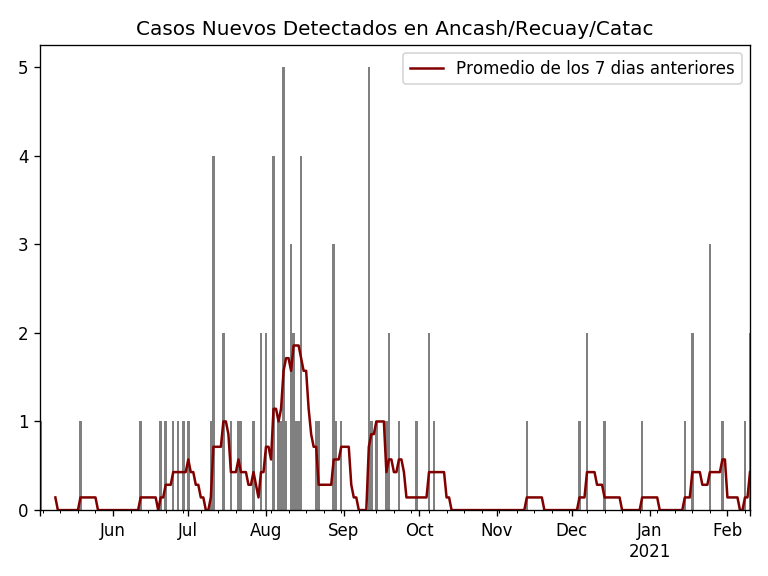 Casos Nuevos Detectados en Ancash/Recuay/Catac
Promedio de los 7 dias anteriores
5
4
3
2
1
0
Jun Jul Aug Sep Oct Nov Dec Jan Feb
2021